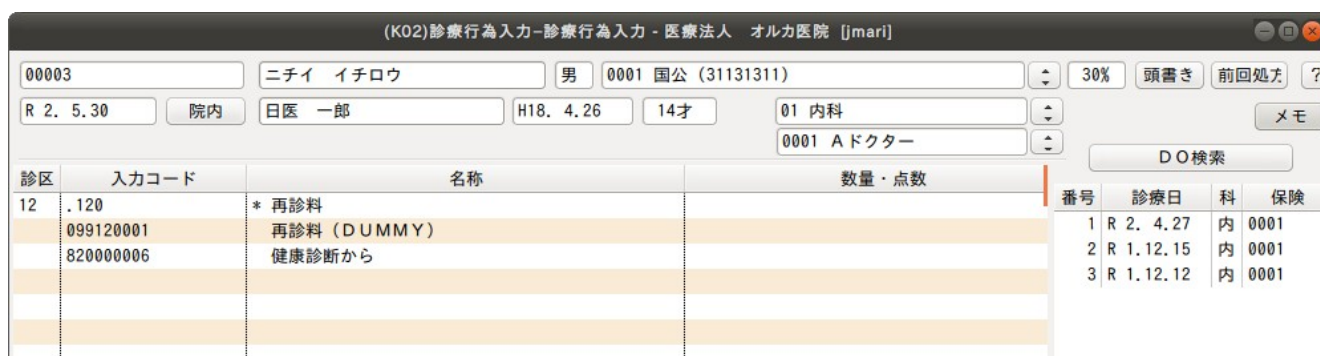 (K02)診療行為入力–診療行為入力 - 医療法人　オルカ医院 [jmari]
00003 ニチイ　イチロウ 男 0001 国公 (31131311) 30% 頭書き 前回処方 ?
R 2. 5.30 院内 日医　一郎 H18. 4.26 14才 01 内科 メモ
0001 Ａドクター
ＤＯ検索
診区 入力コード 名称 数量・点数
番号 診療日 科 保険
12 .120 * 再診料
099120001 再診料（ＤＵＭＭＹ）
820000006 健康診断から
1 R 2. 4.27 内 0001
2 R 1.12.15 内 0001
3 R 1.12.12 内 0001